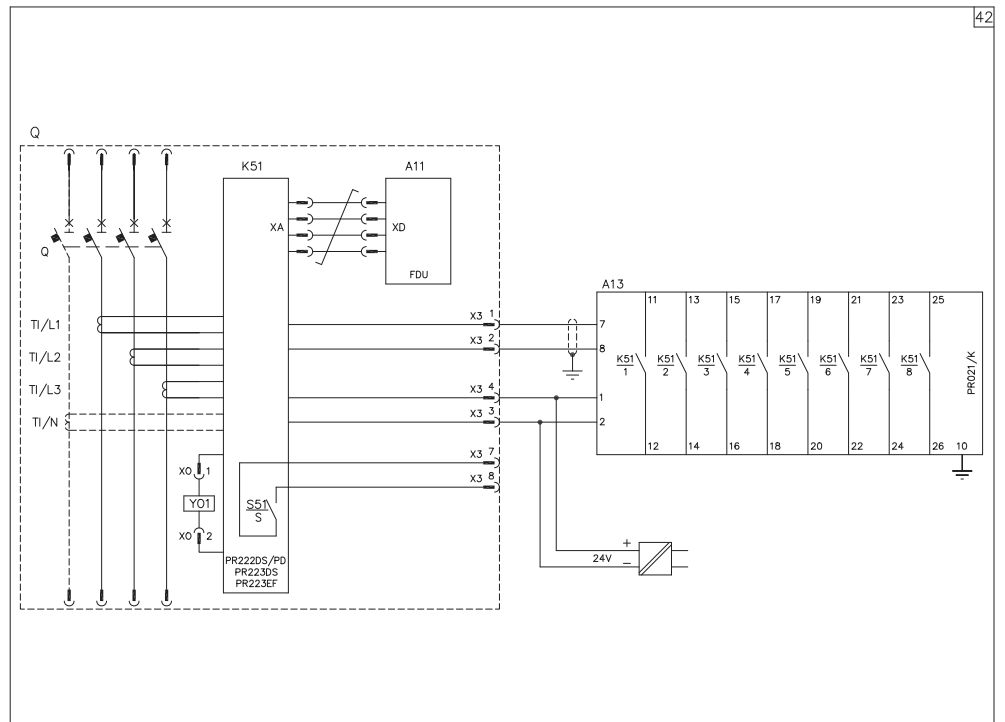 42
Q
K51
A11
XA
XD
FDU
Q
A13
TI/L1
X3 1
7
11 13 15 17 19 21 23 25
TI/L2
X3 2
8
K51 K51 K51 K51 K51 K51 K51 K51
1 2 3 4 5 6 7 8
PR021/K
TI/L3
X3 4
1
TI/N
X3 3
2
12 14 16 18 20 22 24 26 10
X3 7
X0 1
X3 8
Y01
S51
S
X0 2
+
24V
−
PR222DS/PD
PR223DS
PR223EF